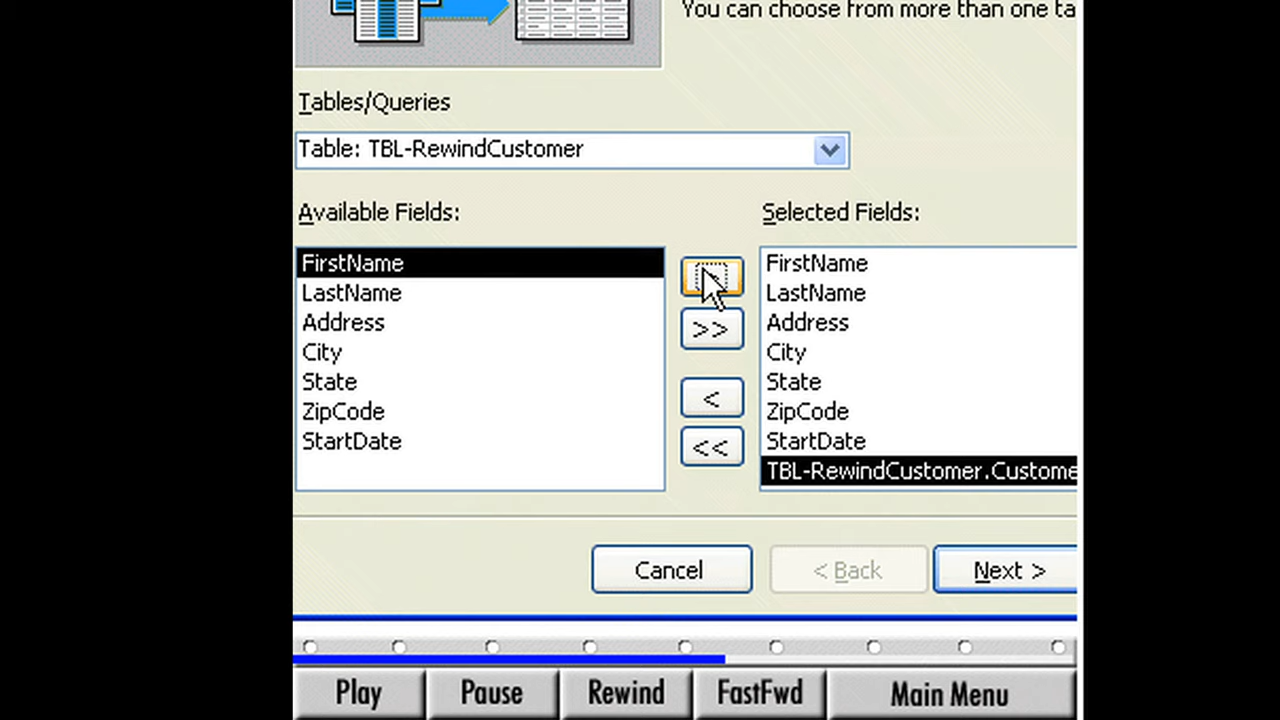 You can choose from more than one ta
Tables/Queries
Table: TBL-RewindCustomer
Available Fields:
Selected Fields:
FirstName
LastName
Address
City
State
ZipCode
StartDate
>>
<
<<
FirstName
LastName
Address
City
State
ZipCode
StartDate
TBL-RewindCustomer.Custome
Cancel
< Back
Next >
Play
Pause
Rewind
FastFwd
Main Menu